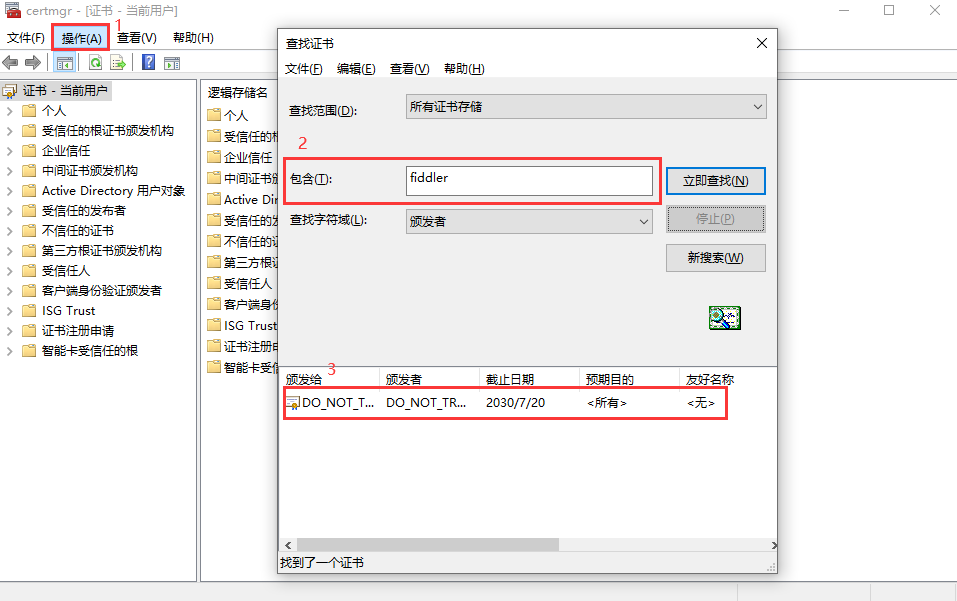 certmgr - [证书 - 当前用户]
文件(F) 操作(A) 查看(V) 帮助(H)
1
证书 - 当前用户
个人
受信任的根证书颁发机构
企业信任
中间证书颁发机构
Active Directory 用户对象
受信任的发布者
不信任的证书
第三方根证书颁发机构
受信任人
客户端身份验证颁发者
ISG Trust
证书注册申请
智能卡受信任的根
逻辑存储名
个人
受信任的根
企业信任
中间证书颁
Active Dir
受信任的发
不信任的证
第三方根证
受信任人
客户端身份
ISG Trust
证书注册申
智能卡受信
查找证书
文件(F) 编辑(E) 查看(V) 帮助(H)
查找范围(D): 所有证书存储
2
包含(T): fiddler 立即查找(N)
查找字符域(L): 颁发者 停止(P)
新搜索(W)
3
颁发给 颁发者 截止日期 预期目的 友好名称
DO_NOT_T... DO_NOT_TR... 2030/7/20 <所有> <无>
找到了一个证书